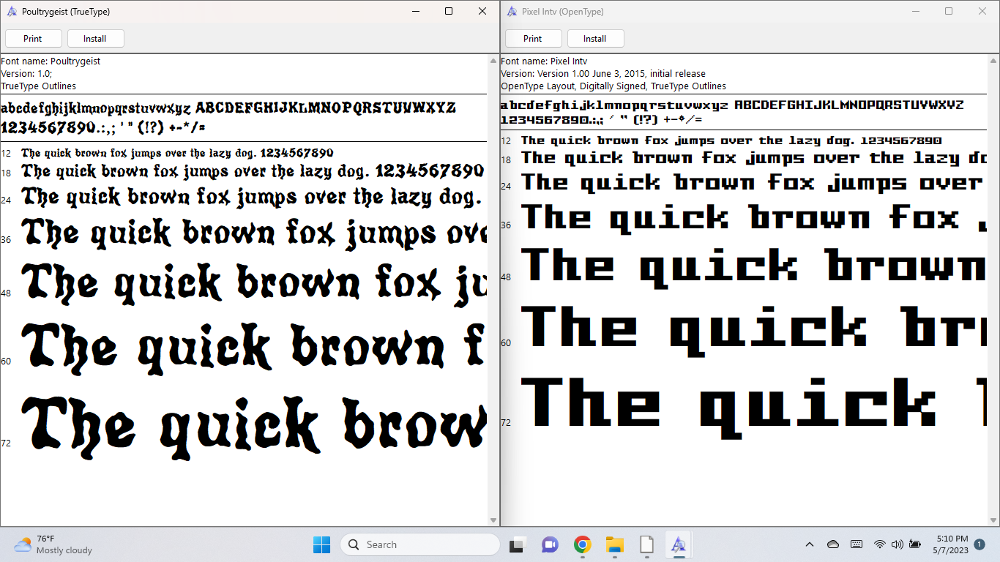 Poultrygeist (TrueType)
Print Install
Font name: Poultrygeist
Version: 1.0;
TrueType Outlines
abcdefghijklmnopqrstuvwxyz ABCDEFGHIJKLMNOPQRSTUVWXYZ
1234567890.:,; ' " (!?) +-*/=
12 The quick brown fox jumps over the lazy dog. 1234567890
18 The quick brown fox jumps over the lazy dog. 1234567890
24 The quick brown fox jumps over the lazy dog.
36 The quick brown fox jumps ove
48 The quick brown fox ju
60 The quick brown f
72 The quick brow
Pixel Intv (OpenType)
Print Install
Font name: Pixel Intv
Version: Version 1.00 June 3, 2015, initial release
OpenType Layout, Digitally Signed, TrueType Outlines
abcdefghijklmnopqrstuvwxyz ABCDEFGHIJKLMNOPQRSTUVWXYZ
1234567890.:,; ' " (!?) +-*/=
12 The quick brown fox jumps over the lazy dog. 1234567890
18 The quick brown fox jumps over the lazy do
24 The quick brown fox jumps over
36 The quick brown fox
48 The quick brown
60 The quick br
72 The quick
76°F
Mostly cloudy
Search
5:10 PM
5/7/2023
1